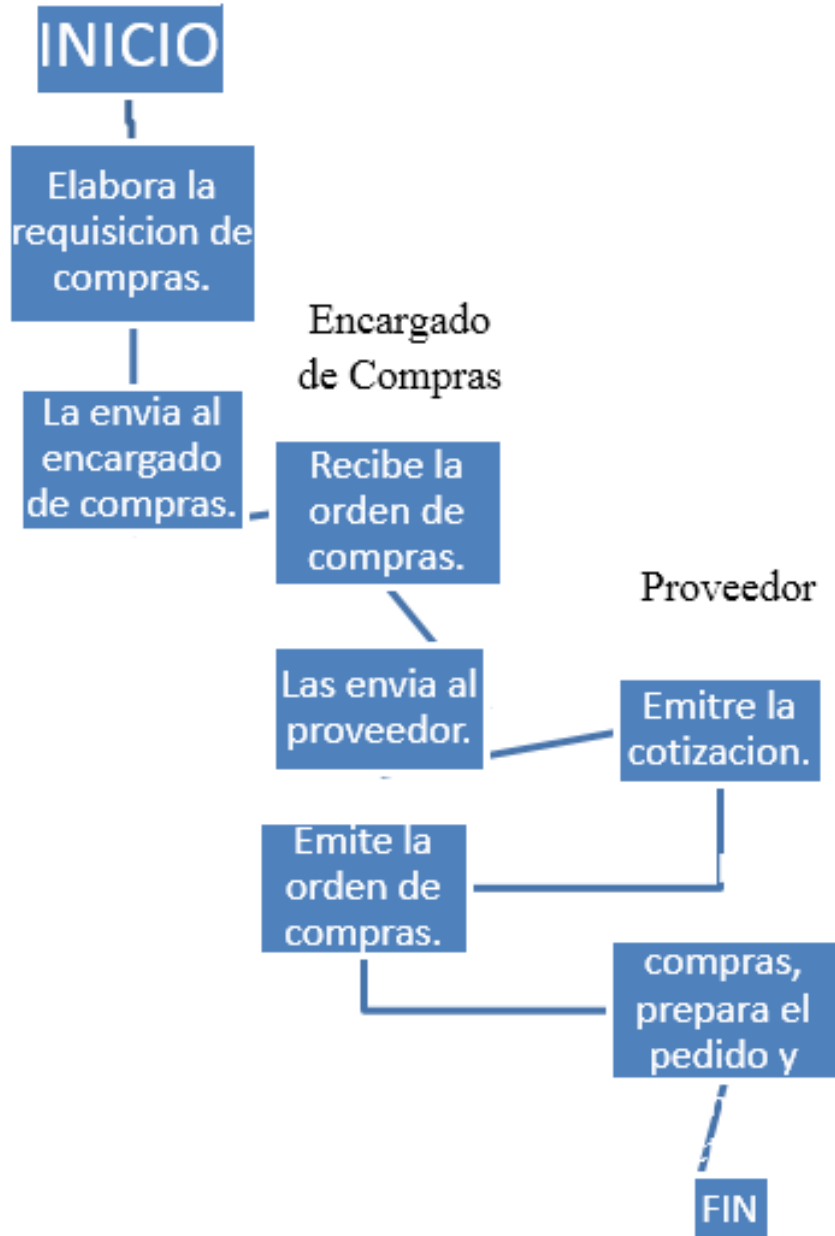 INICIO
Elabora la
requisicion de
compras.
Encargado
de Compras
La envia al
encargado
de compras.
Recibe la
orden de
compras.
Proveedor
Las envia al
proveedor.
Emitre la
cotizacion.
Emite la
orden de
compras.
compras,
prepara el
pedido y
FIN